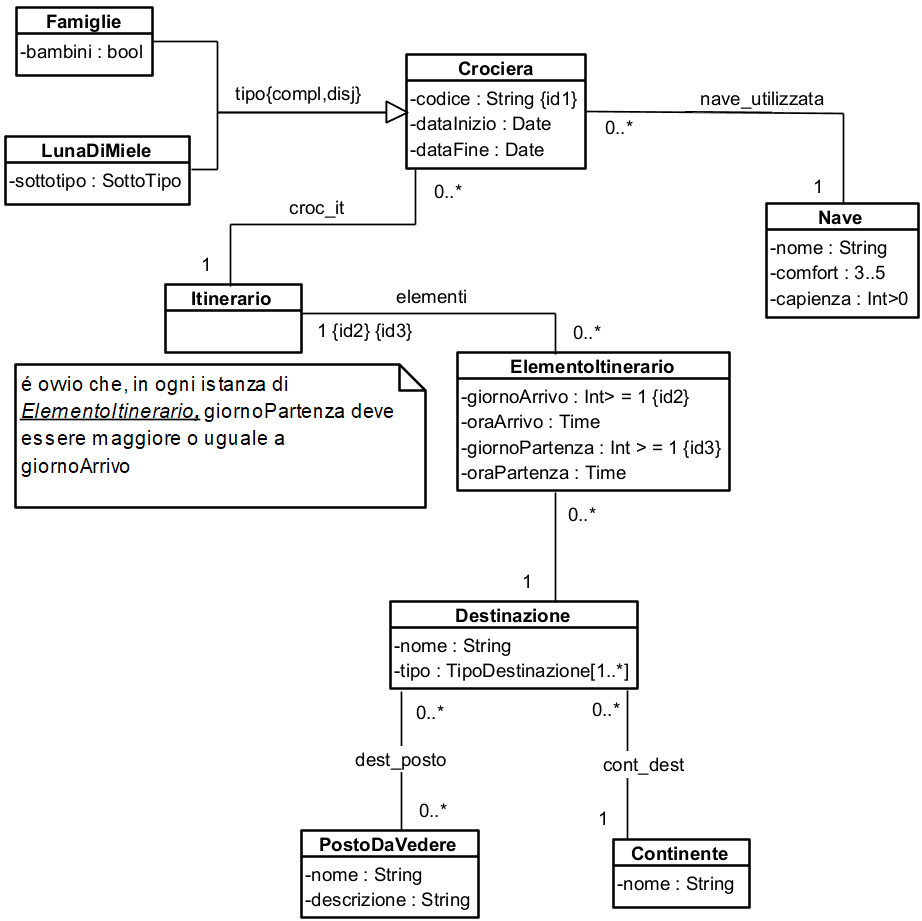 Famiglie
-bambini : bool
tipo{compl,disj}
Crociera
-codice : String {id1}
-dataInizio : Date
-dataFine : Date
nave_utilizzata
0..*
1
LunaDiMiele
-sottotipo : SottoTipo
0..*
croc_it
1
Nave
-nome : String
-comfort : 3..5
-capienza : Int>0
Itinerario
elementi
1 {id2} {id3}
0..*
é ovvio che, in ogni istanza di
ElementoItinerario, giornoPartenza deve
essere maggiore o uguale a
giornoArrivo
ElementoItinerario
-giornoArrivo : Int> = 1 {id2}
-oraArrivo : Time
-giornoPartenza : Int > = 1 {id3}
-oraPartenza : Time
0..*
1
Destinazione
-nome : String
-tipo : TipoDestinazione[1..*]
0..*
0..*
dest_posto
cont_dest
0..*
1
PostoDaVedere
-nome : String
-descrizione : String
Continente
-nome : String